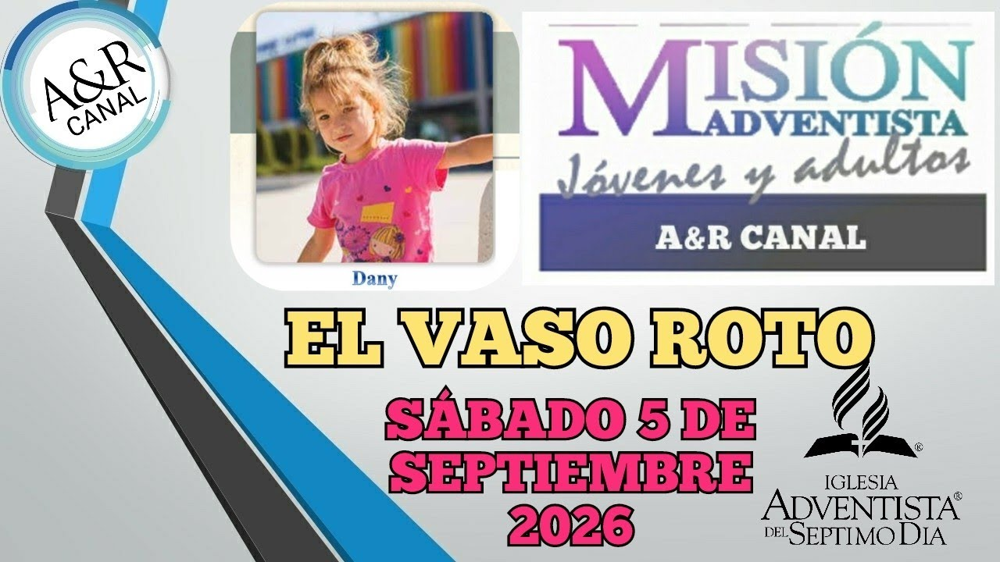 A&R
CANAL
Dany
MISIÓN
ADVENTISTA
Jóvenes y adultos
A&R CANAL
EL VASO ROTO
SÁBADO 5 DE
SEPTIEMBRE
2026
IGLESIA
ADVENTISTA®
DEL SEPTIMO DIA